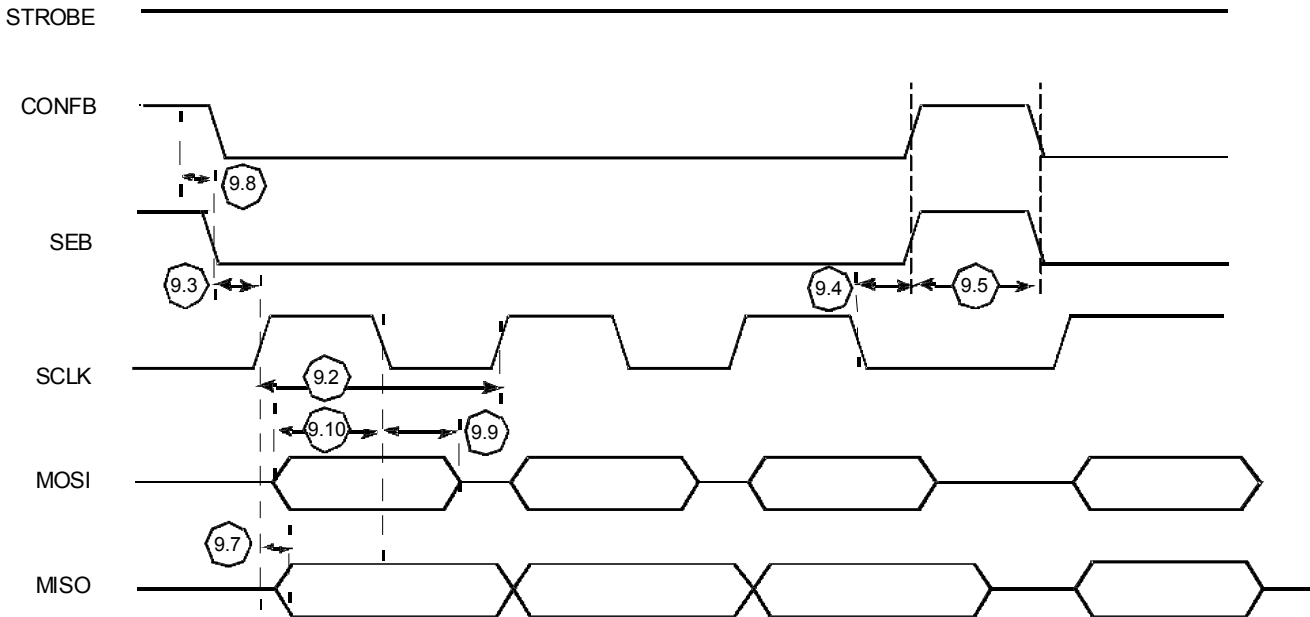 STROBE
CONFB
9.8
SEB
9.3
9.4
9.5
SCLK
9.2
9.10
9.9
MOSI
9.7
MISO